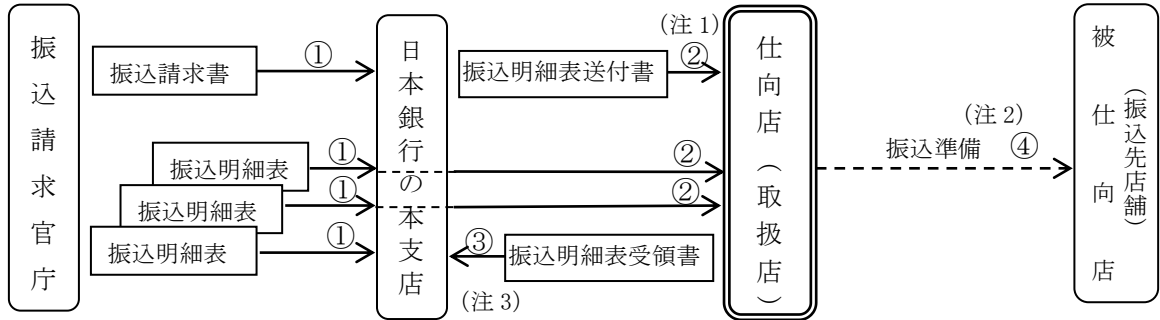 振込請求官庁
振込請求書
①
振込明細表
①
振込明細表
①
振込明細表
①
日本銀行の本支店
(注 1)
振込明細表送付書
②
②
②
③
振込明細表受領書
(注 3)
仕向店(取扱店)
(注 2)
振込準備
④
被仕向店
(振込先店舗)